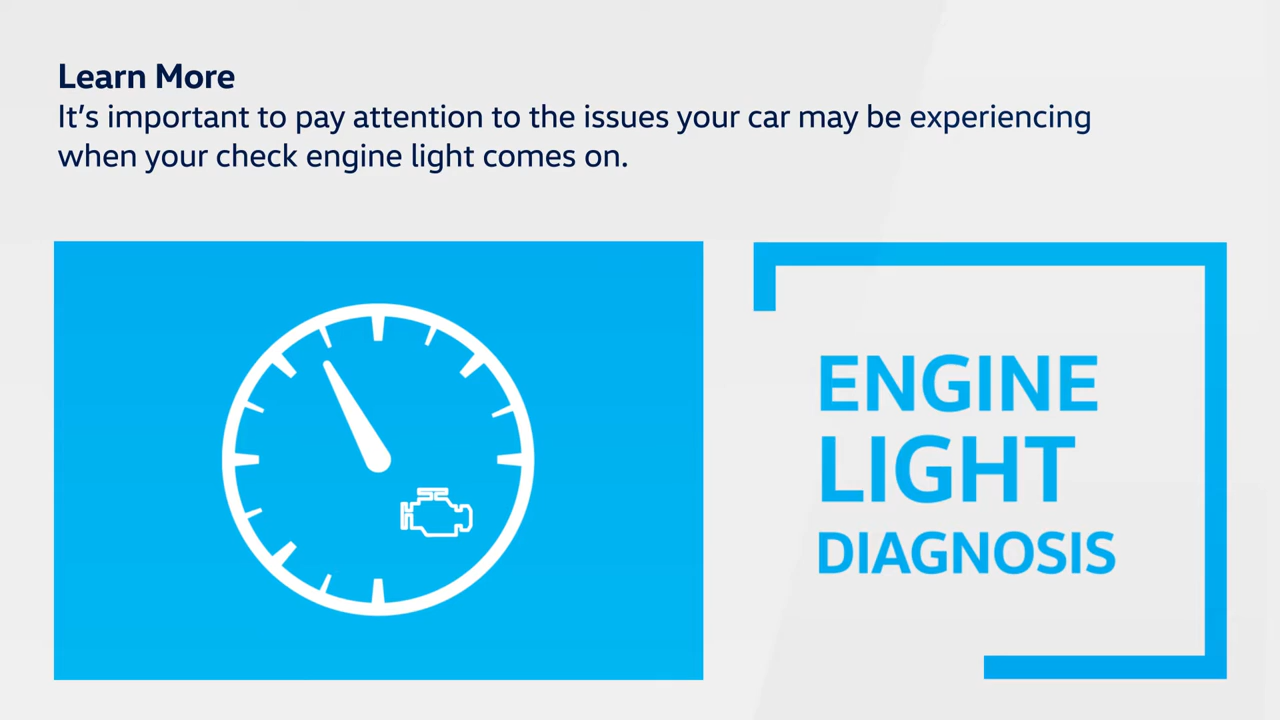 Learn More
It’s important to pay attention to the issues your car may be experiencing
when your check engine light comes on.
ENGINE
LIGHT
DIAGNOSIS